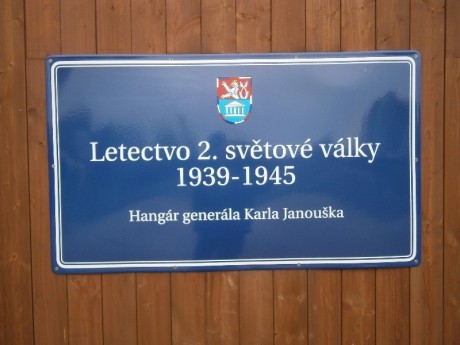 Letectvo 2. světové války
1939-1945
Hangár generála Karla Janouška